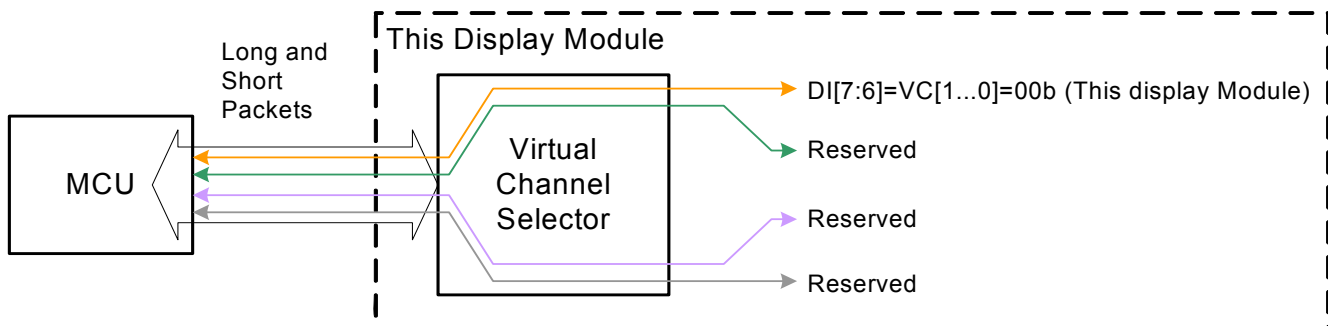 This Display Module
Long and
Short
Packets
MCU
Virtual
Channel
Selector
DI[7:6]=VC[1...0]=00b (This display Module)
Reserved
Reserved
Reserved